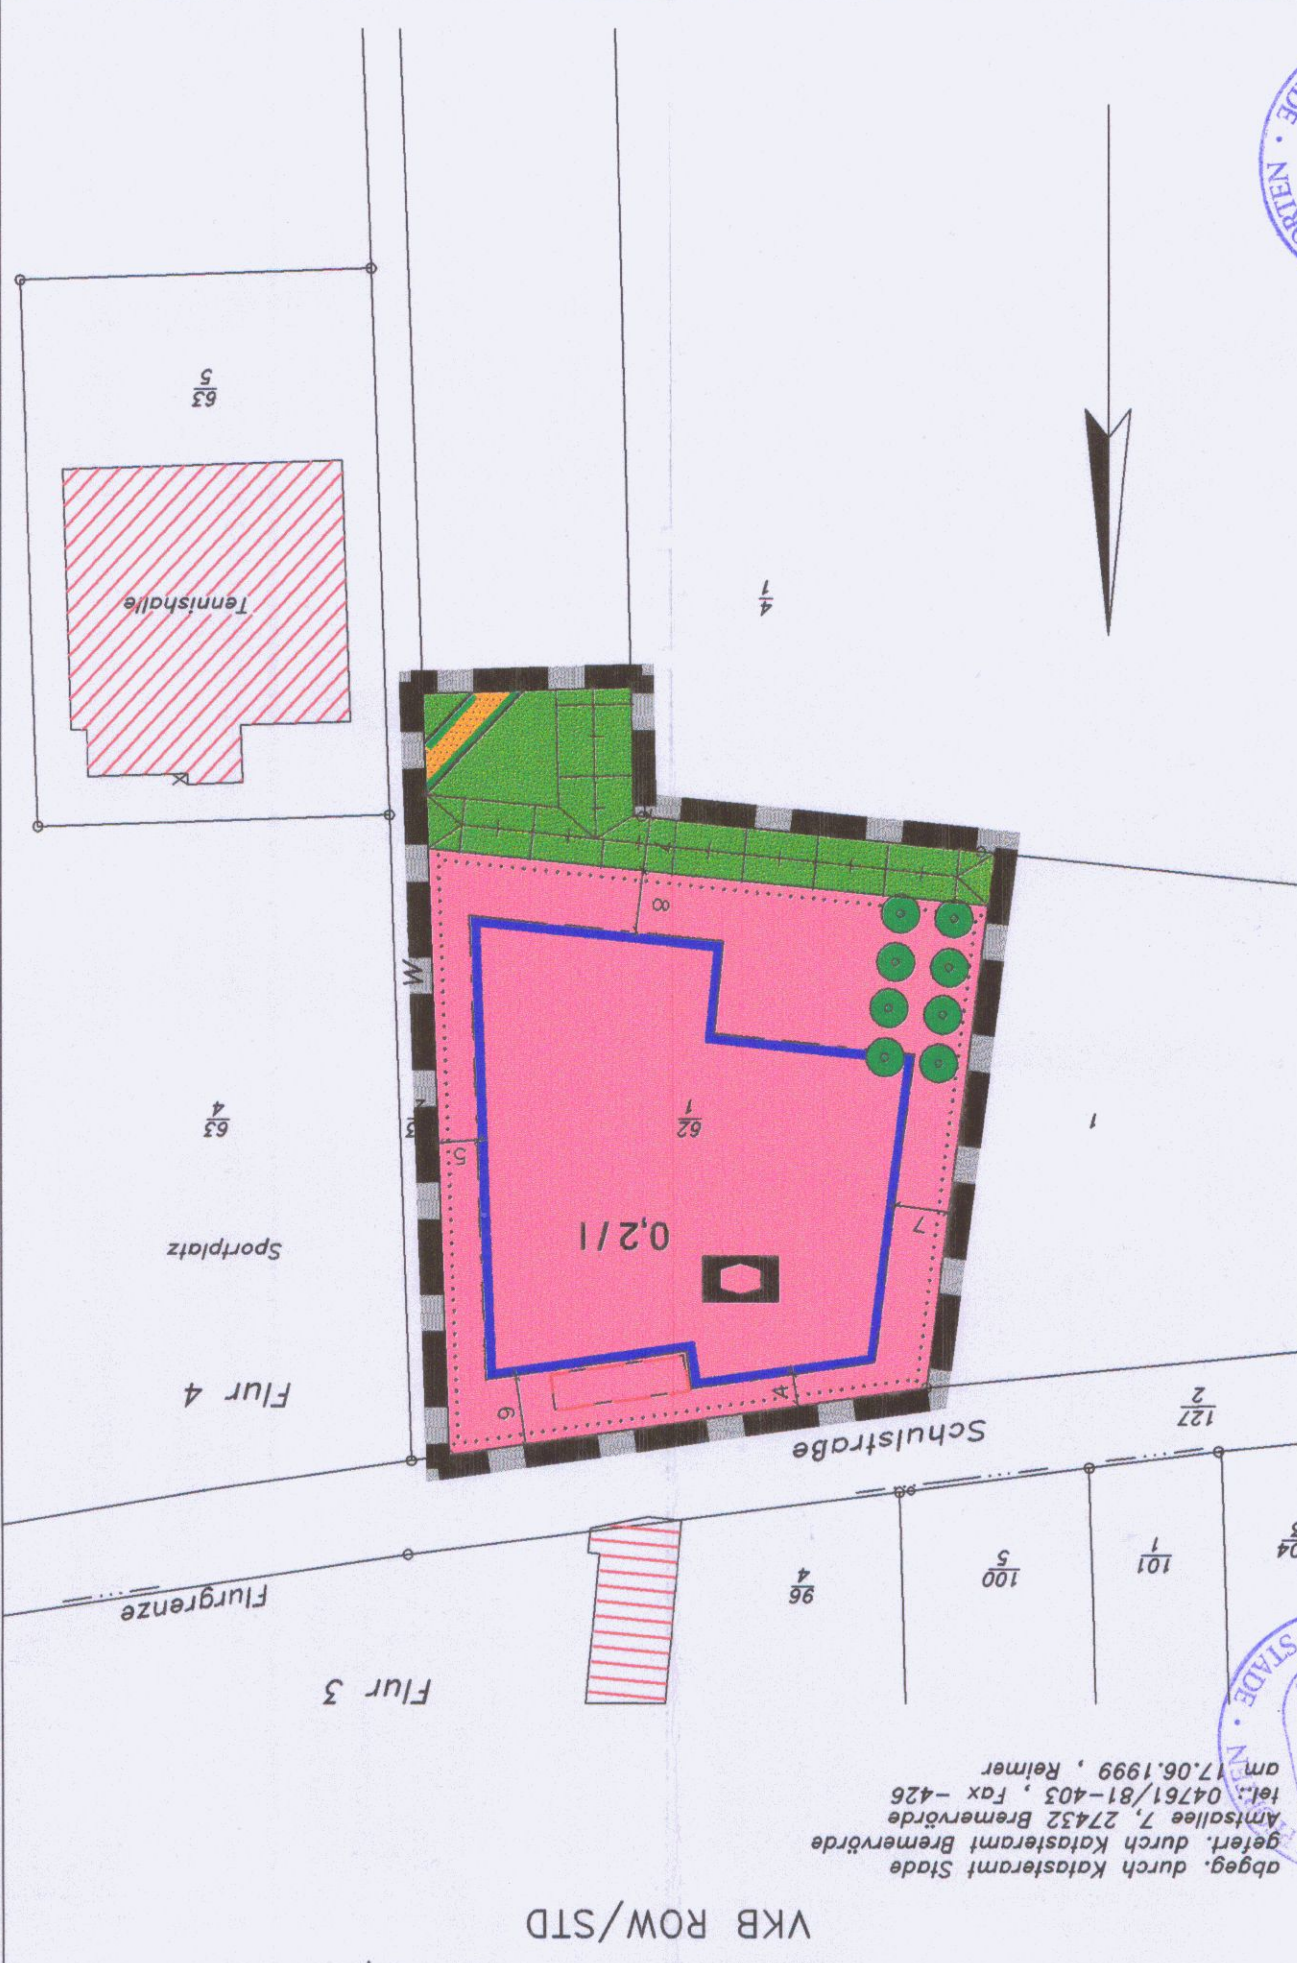 VKB ROW/STD
abgeg. durch Katasteramt Stade
gefert. durch Katasteramt Bremervörde
Amtsallee 7, 27432 Bremervörde
tel: 04761/81-403 , Fax -426
am 17.06.1999 , Reimer
STADE •
Flur 3
Flurgrenze
101
1
100
5
96
4
127
2
Schulstraße
Flur 4
6
4
Sportplatz
0,2 / I
7
5
62
1
63
4
1
W
8
7
Tennishalle
4
1
63
5